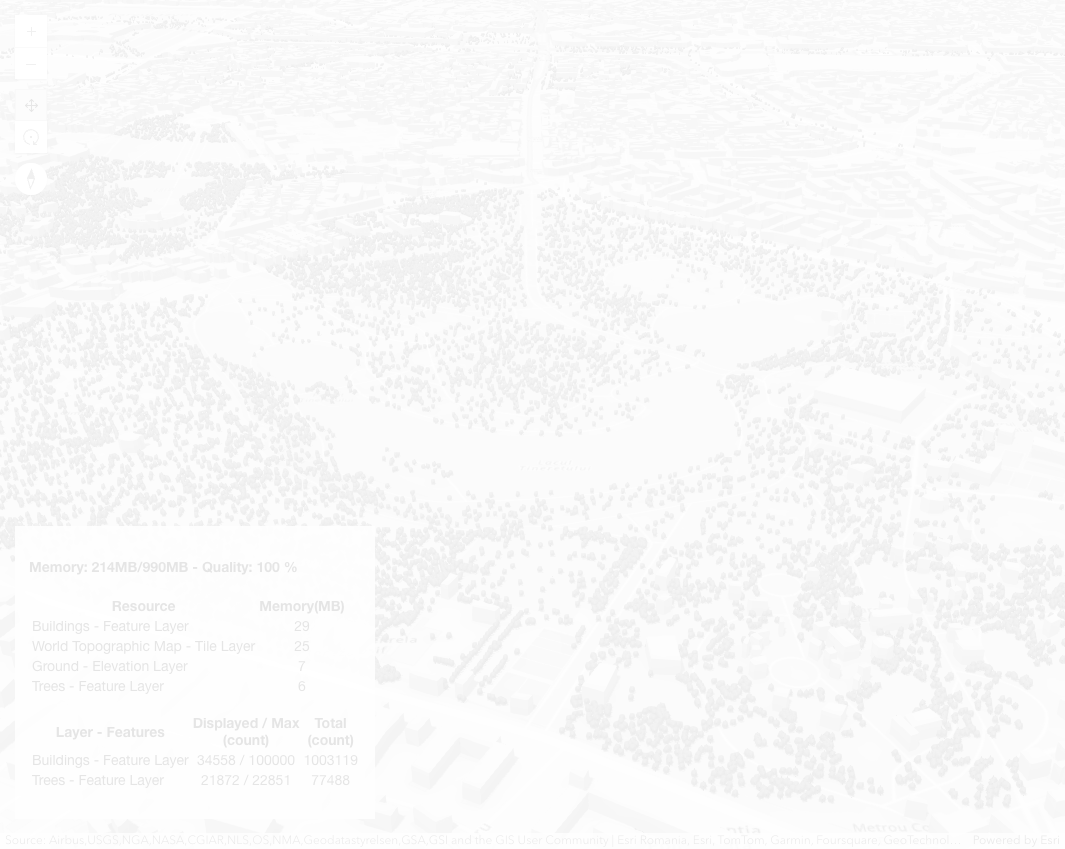 Memory: 214MB/990MB - Quality: 100 %
Resource Memory(MB)
Buildings - Feature Layer 29
World Topographic Map - Tile Layer 25
Ground - Elevation Layer 7
Trees - Feature Layer 6
Layer - Features Displayed / Max (count) Total (count)
Buildings - Feature Layer 34558 / 100000 1003119
Trees - Feature Layer 21872 / 22851 77488
Metrou
Source: Airbus,USGS,NGA,NASA,CGIAR,NLS,OS,NMA,Geodatastyrelsen,GSA,GSI and the GIS User Community | Esri Romania, Esri, TomTom, Garmin, Foursquare, GeoTechnol... Powered by Esri